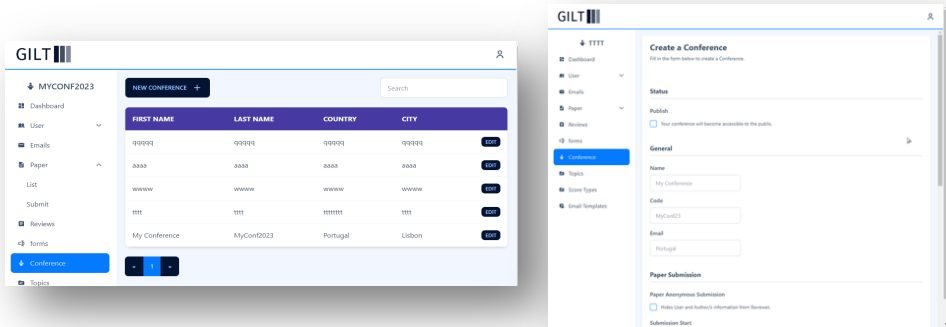 GILT
MYCONF2023
Dashboard
User
Emails
Paper
List
Submit
Reviews
forms
Conference
Topics
NEW CONFERENCE +
Search
FIRST NAME LAST NAME COUNTRY CITY
qqqqq qqqqq qqqqq qqqqq EDIT
aaaa aaaa aaaa aaaa EDIT
wwww wwww wwww wwww EDIT
tttt tttt tttttttt tttt EDIT
My Conference MyConf2023 Portugal Lisbon EDIT
1
GILT
TTTT
Dashboard
User
Emails
Paper
Reviews
forms
Conference
Topics
Score Types
Email Templates
Create a Conference
Fill in the form below to create a Conference.
Status
Publish
Your conference will become accessible to the public.
General
Name
My Conference
Code
MyConf23
Email
Portugal
Paper Submission
Paper Anonymous Submission
Hides User and Author/s information from Reviewer.
Submission Start